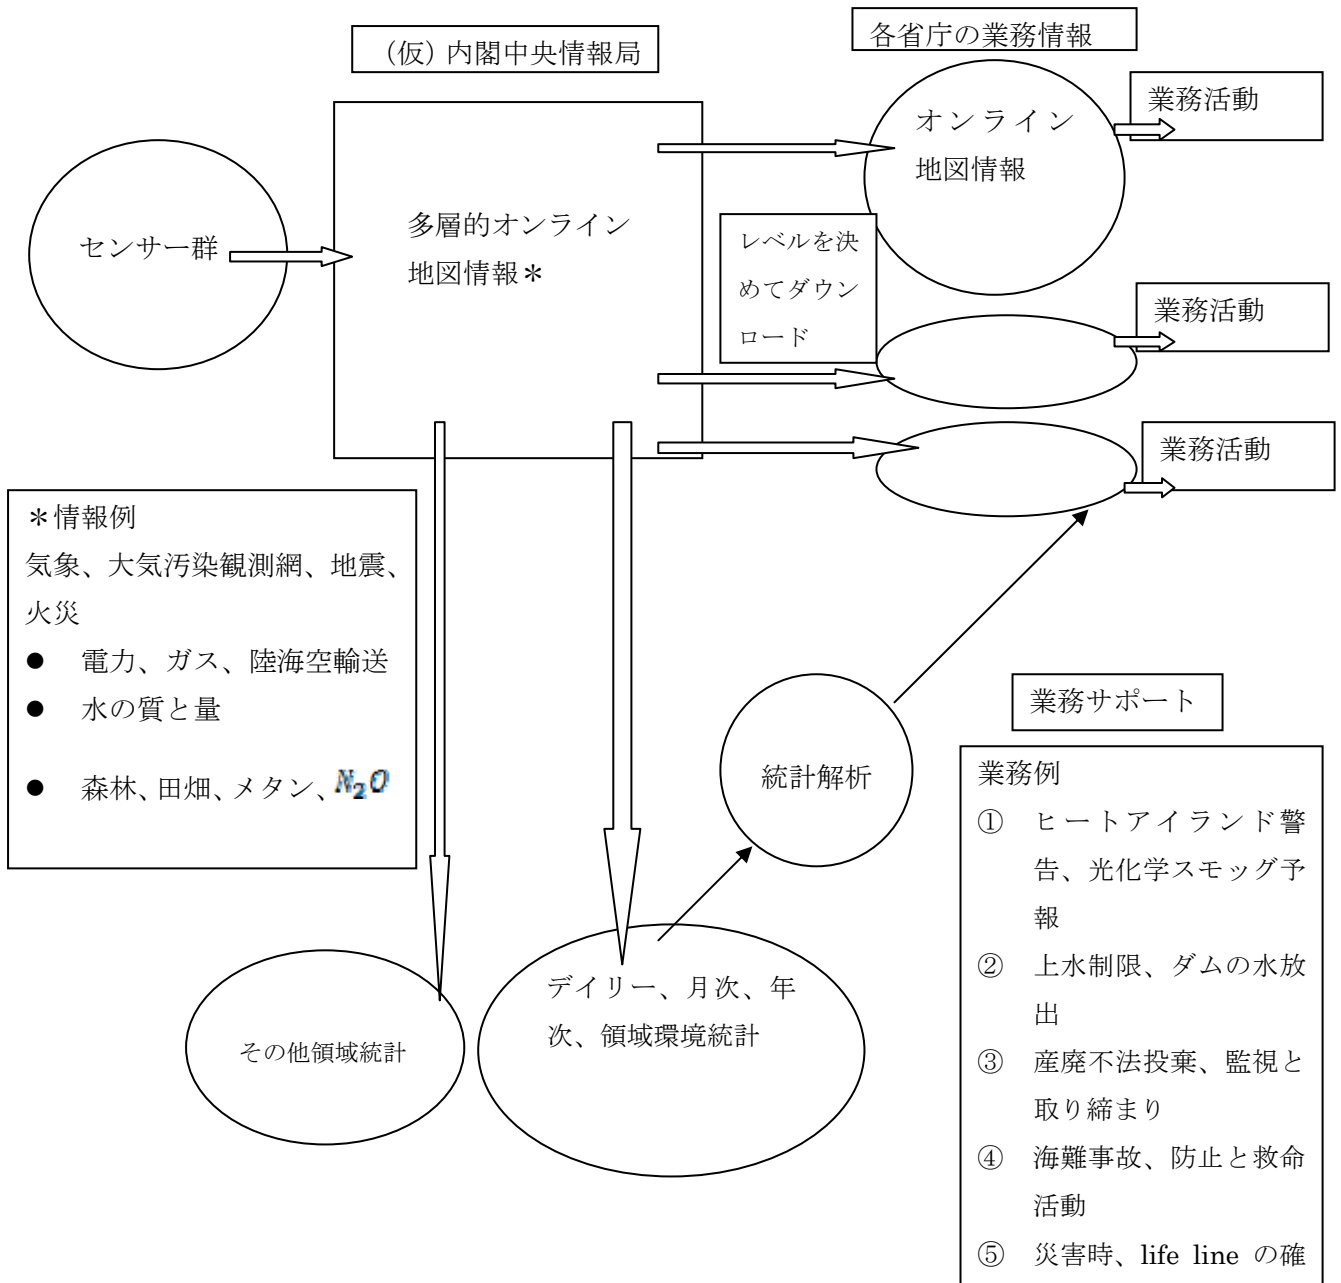 (仮) 内閣中央情報局
各省庁の業務情報
オンライン
地図情報
業務活動
センサー群
多層的オンライン
地図情報＊
レベルを決
めてダウン
ロード
業務活動
業務活動
＊情報例
気象、大気汚染観測網、地震、
火災
● 電力、ガス、陸海空輸送
● 水の質と量
● 森林、田畑、メタン、N₂O
統計解析
業務サポート
その他領域統計
デイリー、月次、年
次、領域環境統計
業務例
① ヒートアイランド警
告、光化学スモッグ予
報
② 上水制限、ダムの水放
出
③ 産廃不法投棄、監視と
取り締まり
④ 海難事故、防止と救命
活動
⑤ 災害時、life line の確